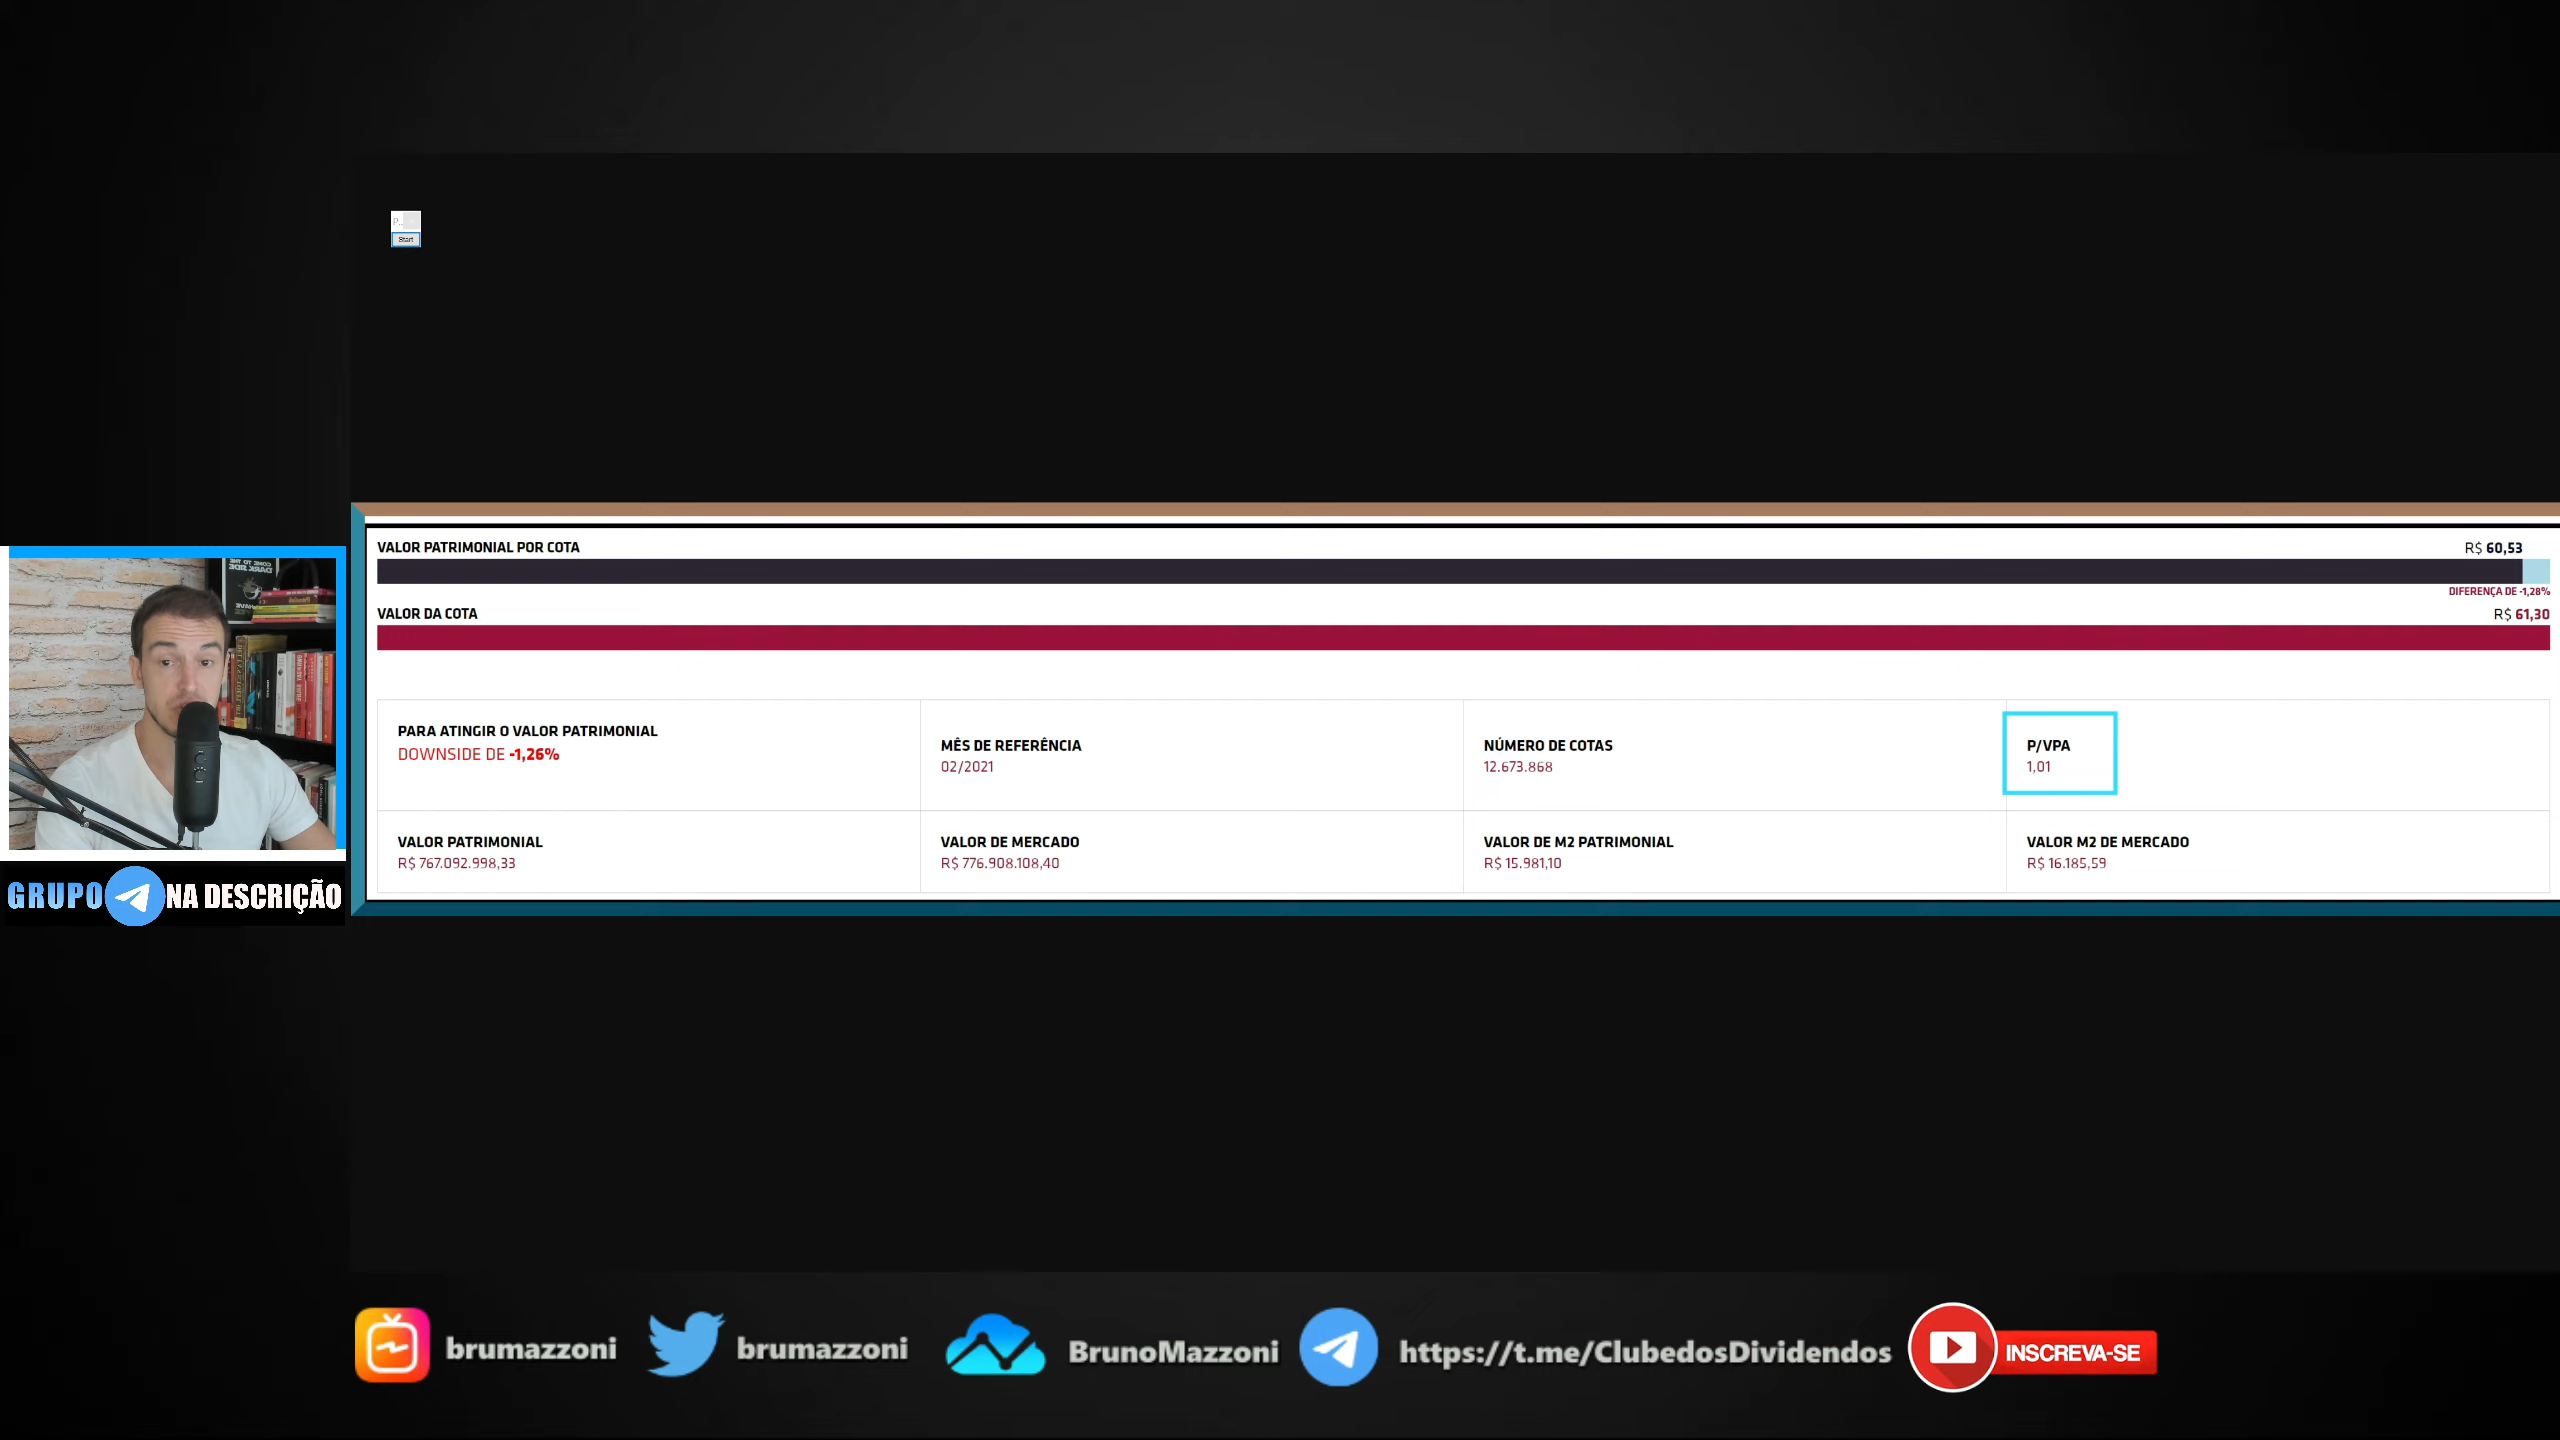 P..
Start
VALOR PATRIMONIAL POR COTA
R$ 60,53
DIFERENÇA DE -1,28%
VALOR DA COTA
R$ 61,30
PARA ATINGIR O VALOR PATRIMONIAL
DOWNSIDE DE -1,26%
MÊS DE REFERÊNCIA
02/2021
NÚMERO DE COTAS
12.673.868
P/VPA
1,01
VALOR PATRIMONIAL
R$ 767.092.998,33
VALOR DE MERCADO
R$ 776.908.108,40
VALOR DE M2 PATRIMONIAL
R$ 15.981,10
VALOR M2 DE MERCADO
R$ 16.185,59
GRUPO NA DESCRIÇÃO
brumazzoni
brumazzoni
BrunoMazzoni
https://t.me/ClubedosDividendos
INSCREVA-SE